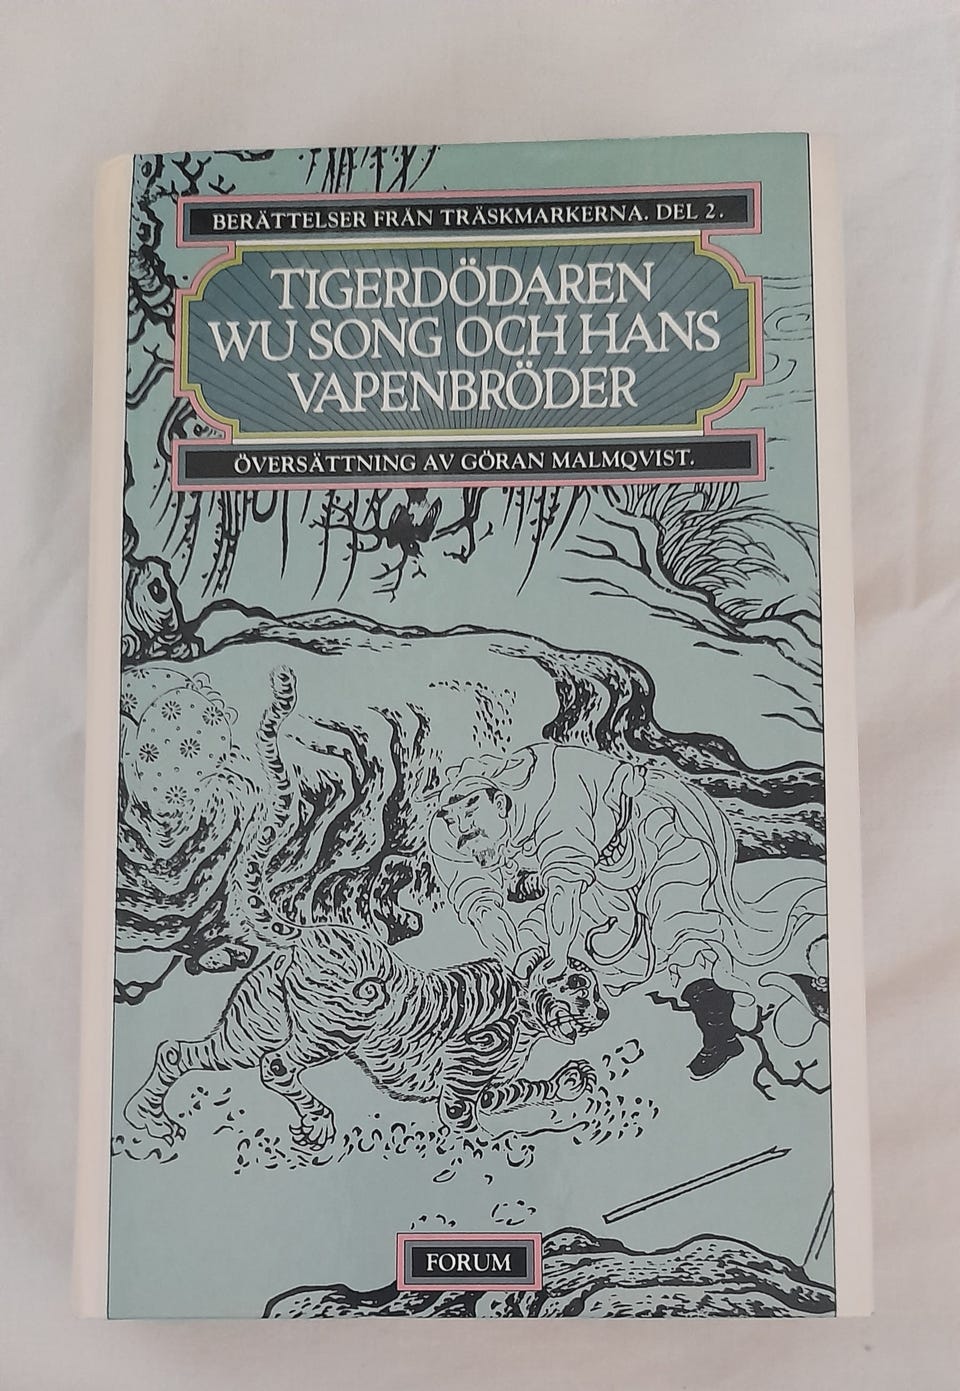 BERÄTTELSER FRÅN TRÄSKMARKERNA. DEL 2.
TIGERDÖDAREN
WU SONG OCH HANS
VAPENBRÖDER
ÖVERSÄTTNING AV GÖRAN MALMQVIST.
FORUM